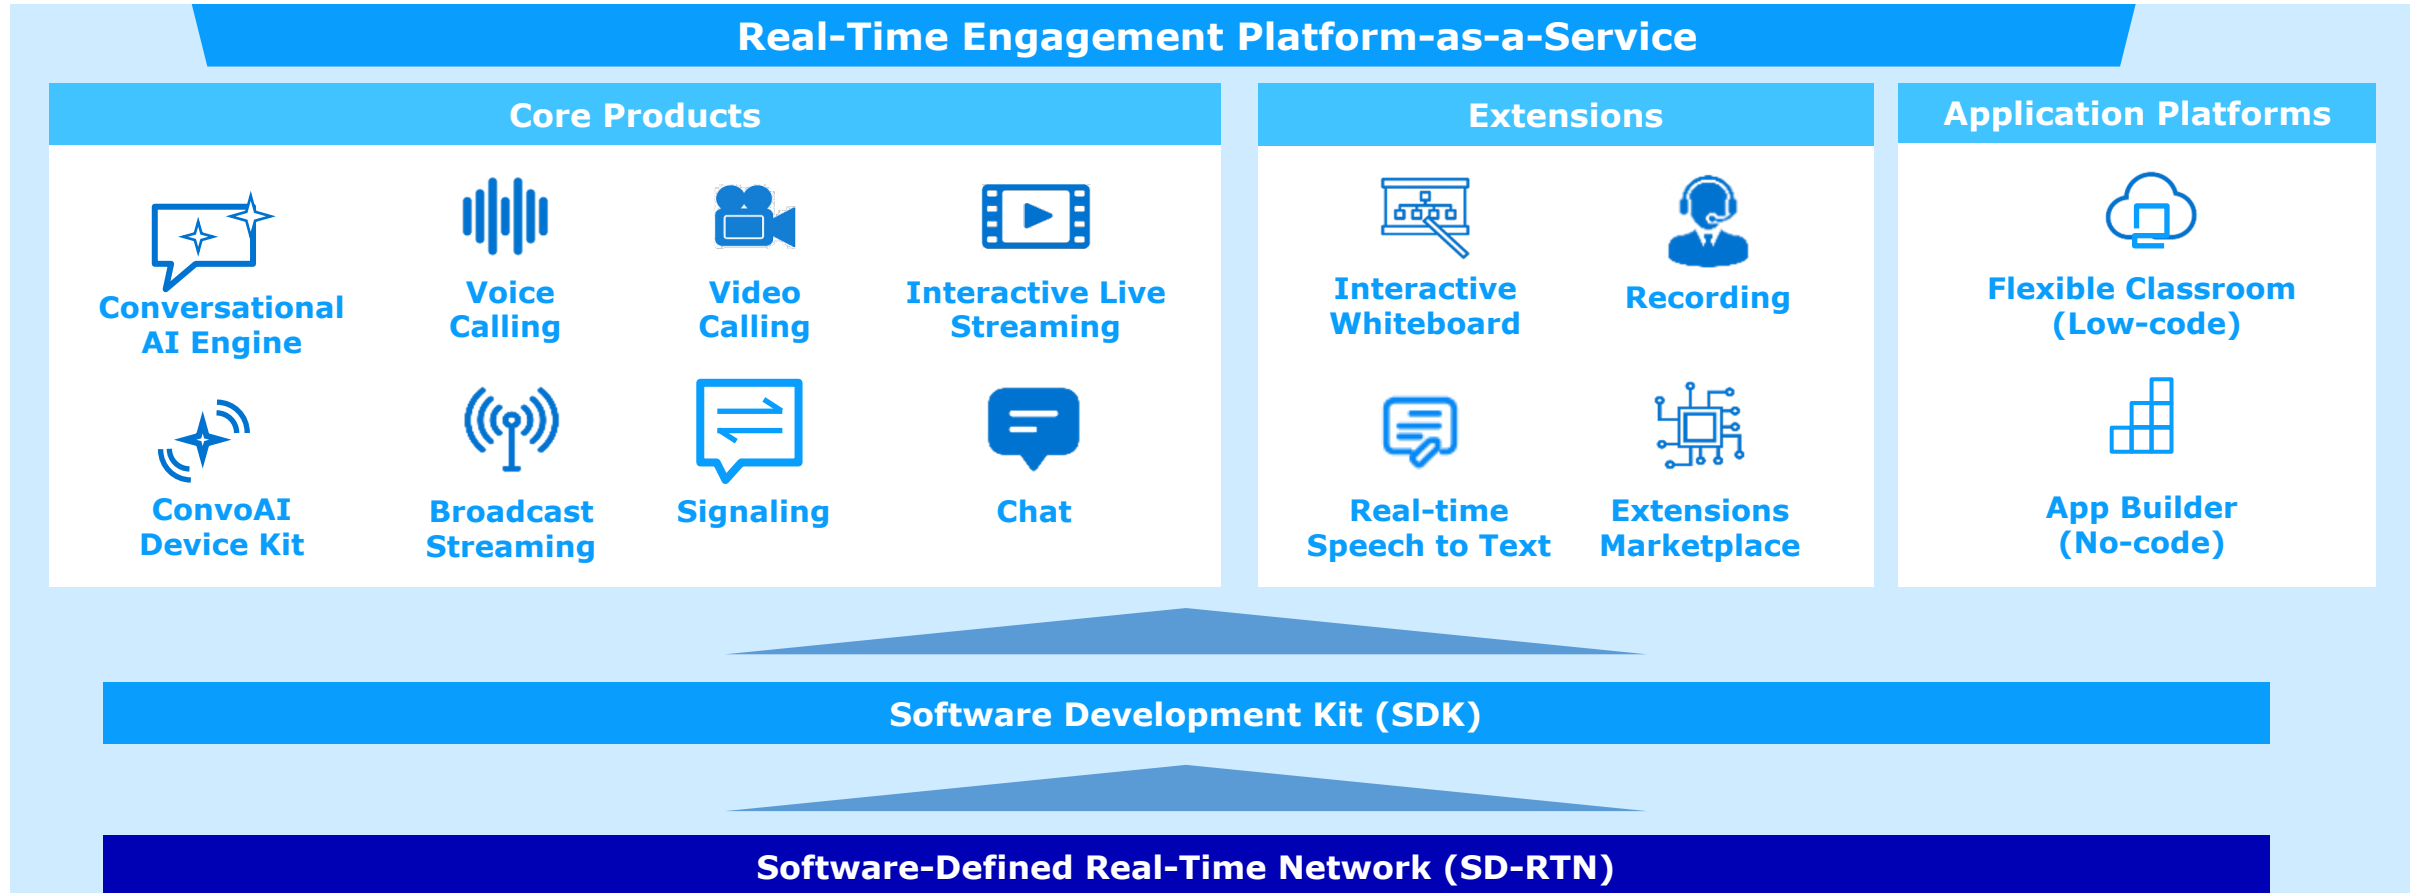 Real-Time Engagement Platform-as-a-Service
Core Products
Conversational
AI Engine
Voice
Calling
Video
Calling
Interactive Live
Streaming
ConvoAI
Device Kit
Broadcast
Streaming
Signaling
Chat
Extensions
Interactive
Whiteboard
Recording
Real-time
Speech to Text
Extensions
Marketplace
Application Platforms
Flexible Classroom
(Low-code)
App Builder
(No-code)
Software Development Kit (SDK)
Software-Defined Real-Time Network (SD-RTN)